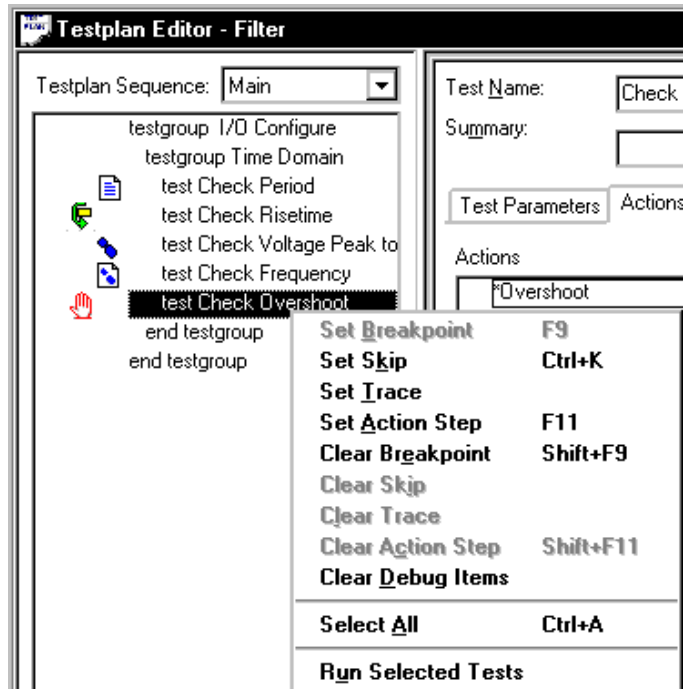 Testplan Editor - Filter
Testplan Sequence: Main
testgroup I/O Configure
testgroup Time Domain
test Check Period
test Check Risetime
test Check Voltage Peak to
test Check Frequency
test Check Overshoot
end testgroup
end testgroup
Test Name: Check
Summary:
Test Parameters Actions
Actions
*Overshoot
Set Breakpoint F9
Set Skip Ctrl+K
Set Trace
Set Action Step F11
Clear Breakpoint Shift+F9
Clear Skip
Clear Trace
Clear Action Step Shift+F11
Clear Debug Items
Select All Ctrl+A
Run Selected Tests